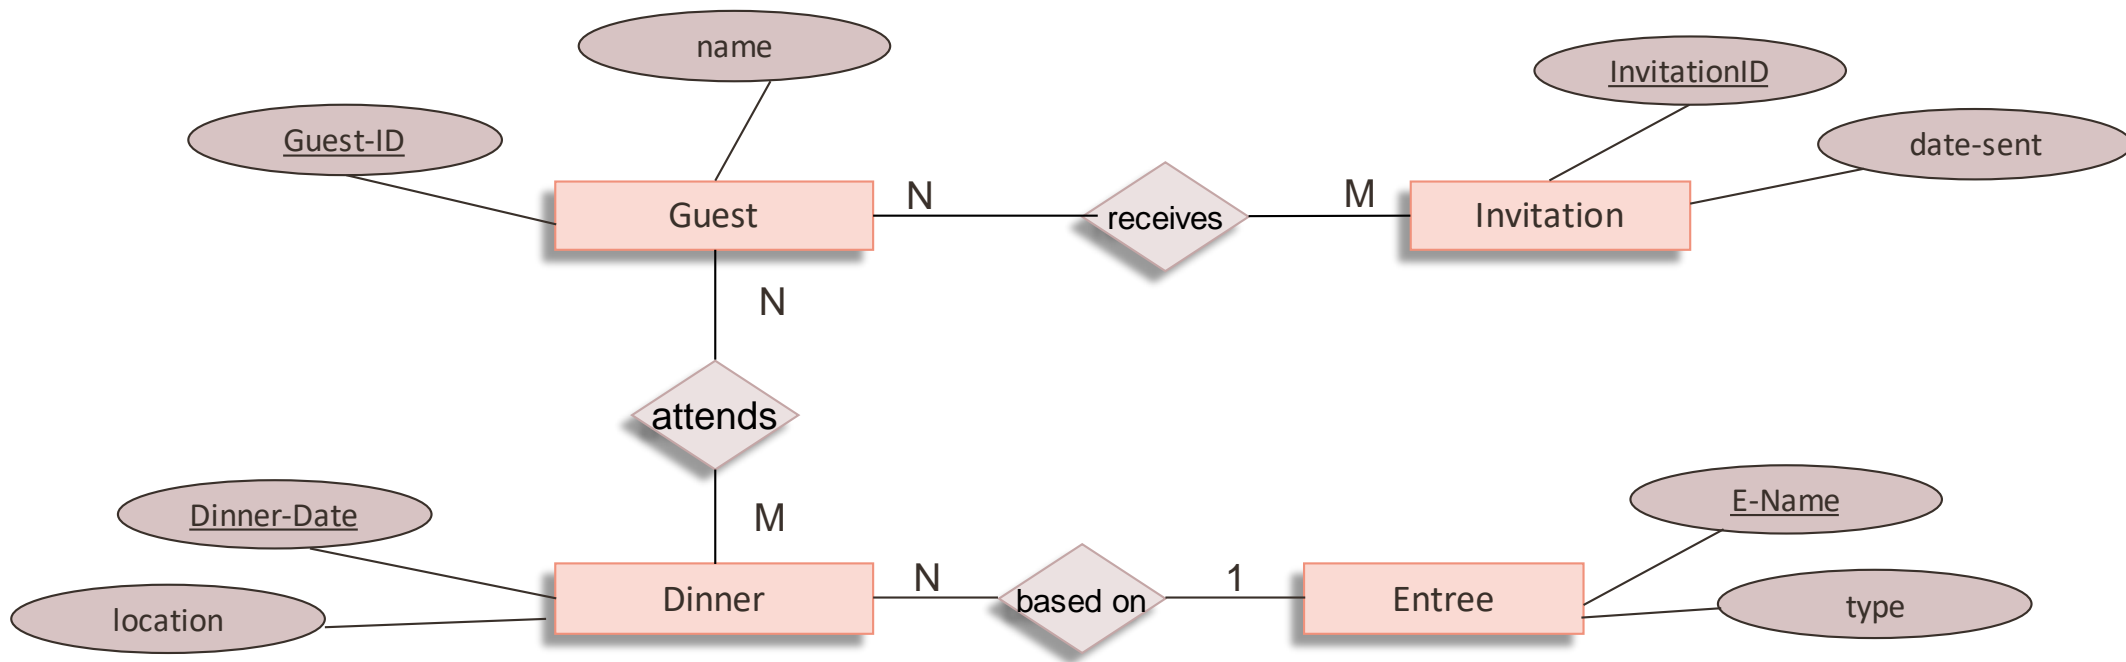 name
InvitationID
Guest-ID
date-sent
Guest
N
receives
M
Invitation
N
attends
M
Dinner-Date
E-Name
Dinner
N
based on
1
Entree
location
type